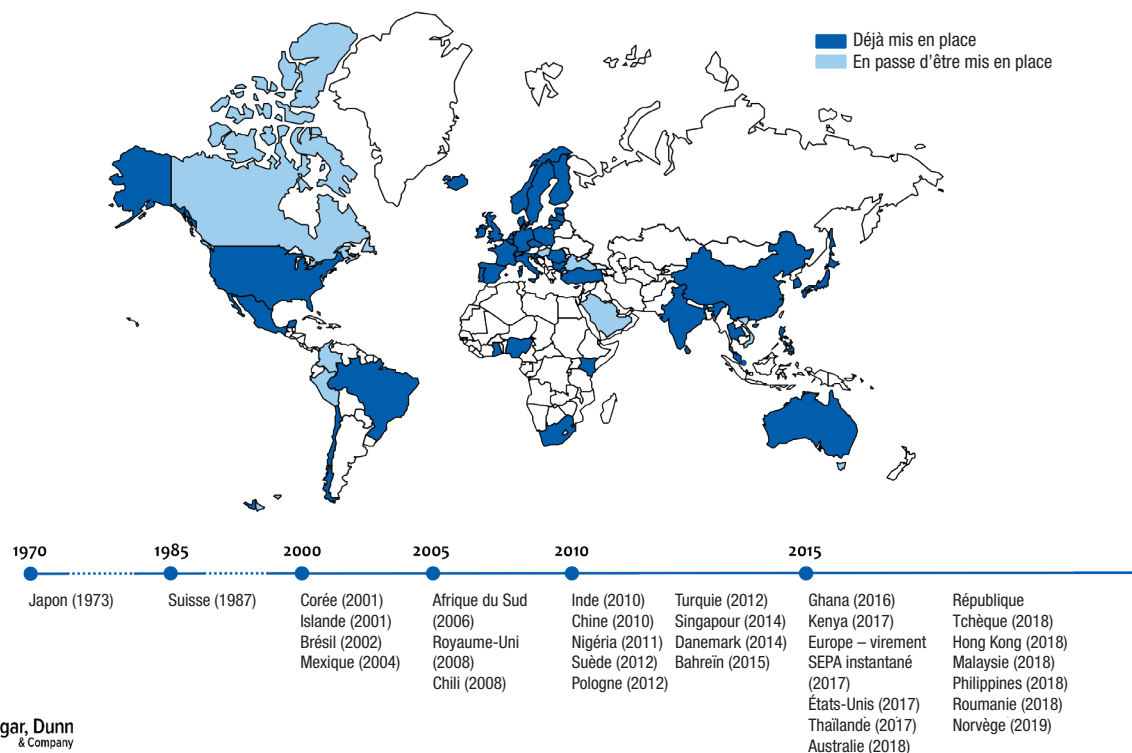 Déjà mis en place
En passe d'être mis en place
1970
1985
2000
2005
2010
2015
Japon (1973)
Suisse (1987)
Corée (2001)
Islande (2001)
Brésil (2002)
Mexique (2004)
Afrique du Sud
(2006)
Royaume-Uni
(2008)
Chili (2008)
Inde (2010)
Chine (2010)
Nigéria (2011)
Suède (2012)
Pologne (2012)
Turquie (2012)
Singapour (2014)
Danemark (2014)
Bahreïn (2015)
Ghana (2016)
Kenya (2017)
Europe – virement
SEPA instantané
(2017)
États-Unis (2017)
Thaïlande (2017)
Australie (2018)
République
Tchèque (2018)
Hong Kong (2018)
Malaysie (2018)
Philippines (2018)
Roumanie (2018)
Norvège (2019)
gar, Dunn
& Company